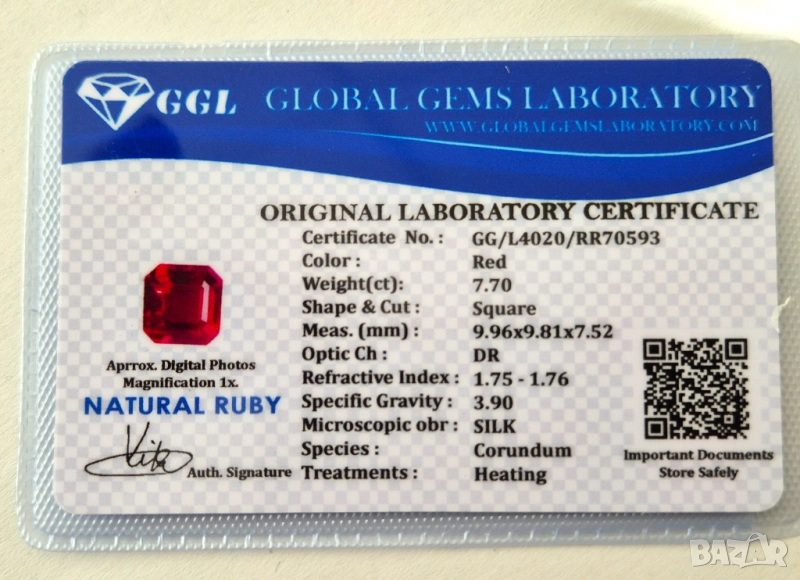 GGL GLOBAL GEMS LABORATORY
WWW.GLOBALGEMSLABORATORY.COM
ORIGINAL LABORATORY CERTIFICATE
Certificate No. : GG/L4020/RR70593
Color : Red
Weight(ct): 7.70
Shape & Cut : Square
Meas. (mm) : 9.96x9.81x7.52
Optic Ch : DR
Refractive Index : 1.75 - 1.76
Specific Gravity : 3.90
Microscopic obr : SILK
Species : Corundum
Treatments : Heating
Aprrox. Digital Photos
Magnification 1x.
NATURAL RUBY
Auth. Signature
Important Documents
Store Safely
BAZAR